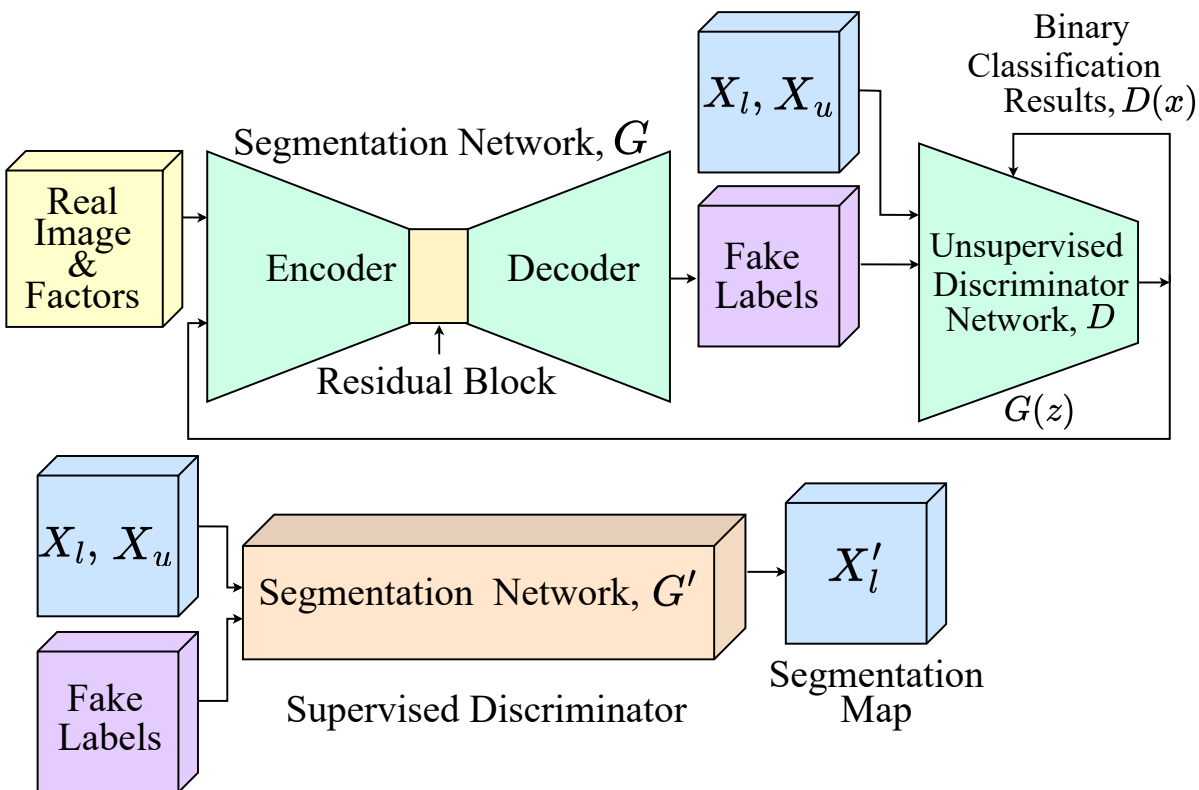 Binary
Classification
Results, D(x)
X_l, X_u
Segmentation Network, G
Real
Image
&
Factors
Encoder
Decoder
Fake
Labels
Unsupervised
Discriminator
Network, D
Residual Block
G(z)
X_l, X_u
Segmentation Network, G′
X′_l
Segmentation
Map
Fake
Labels
Supervised Discriminator